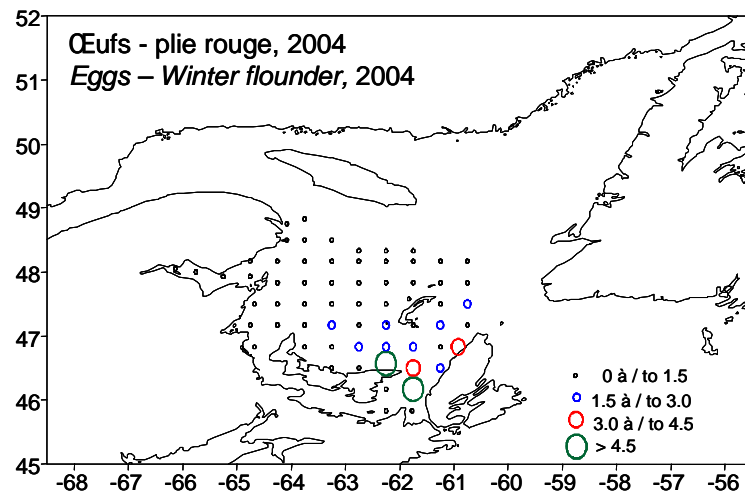 Œufs - plie rouge, 2004
Eggs – Winter flounder, 2004
52
51
50
49
48
47
46
45
0 à / to 1.5
1.5 à / to 3.0
3.0 à / to 4.5
> 4.5
-68 -67 -66 -65 -64 -63 -62 -61 -60 -59 -58 -57 -56